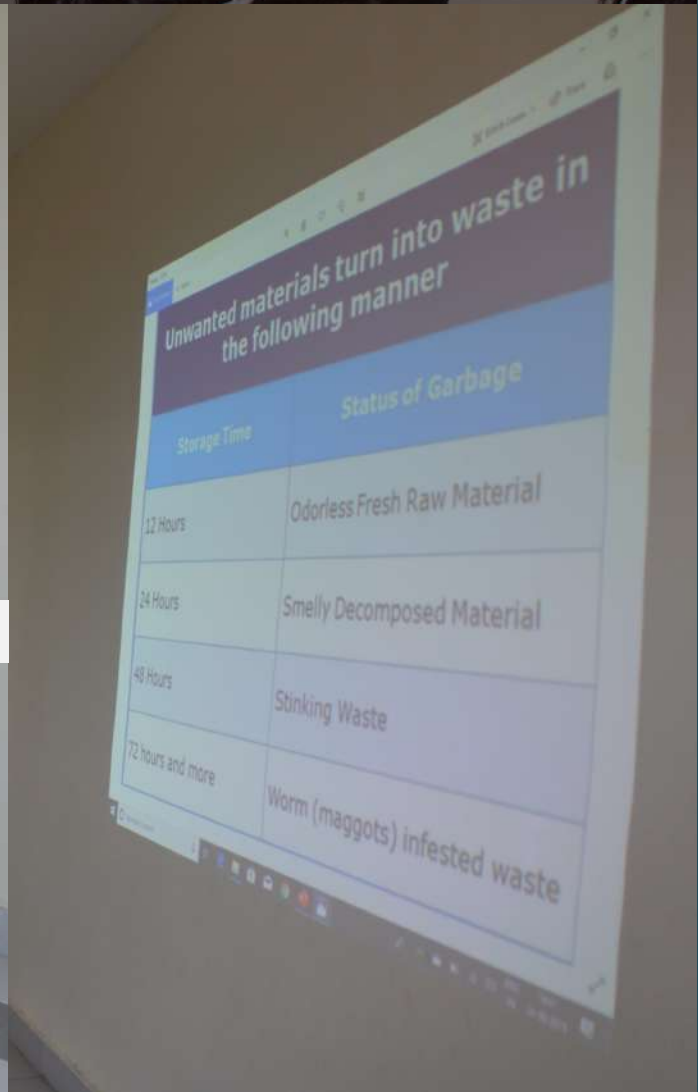 Share
Unwanted materials turn into waste in
the following manner
Storage Time
Status of Garbage
12 Hours
Odorless Fresh Raw Material
24 Hours
Smelly Decomposed Material
48 Hours
Stinking Waste
72 hours and more
Worm (maggots) infested waste